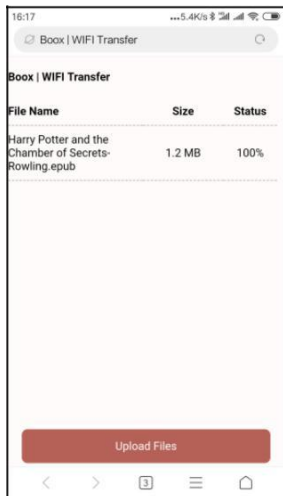 16:17
...5.4K/s
Boox | WIFI Transfer
Boox | WIFI Transfer
File Name Size Status
Harry Potter and the
Chamber of Secrets-
Rowling.epub
1.2 MB 100%
Upload Files
3